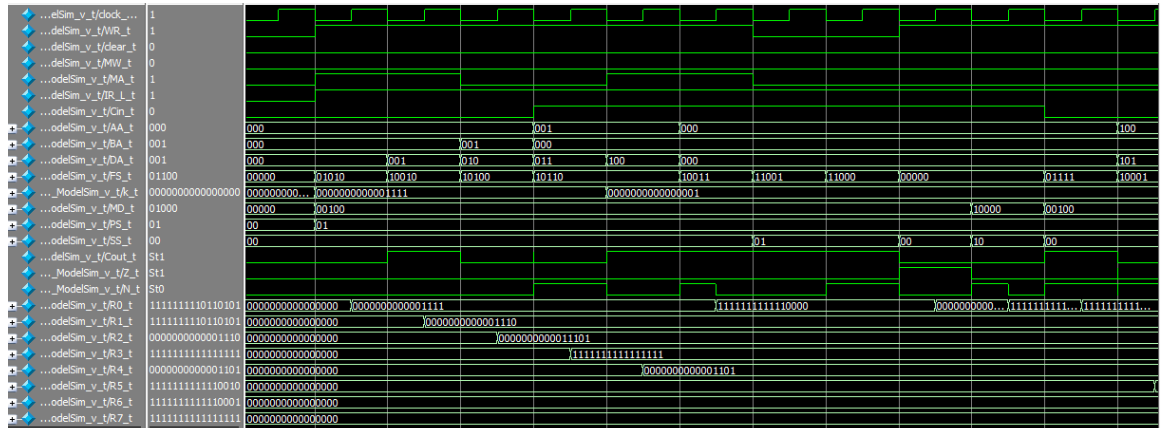 ...elSim_v_t/clock_... 1
...delSim_v_t/WR_t 1
...delSim_v_t/clear_t 0
...delSim_v_t/MW_t 0
...odelSim_v_t/MA_t 1
...delSim_v_t/IR_L_t 1
...odelSim_v_t/Cin_t 0
...odelSim_v_t/AA_t 000 000 001 000 100
...odelSim_v_t/BA_t 001 000 001 000
...odelSim_v_t/DA_t 001 000 001 010 011 100 000 101
...odelSim_v_t/FS_t 01100 00000 01010 10010 10100 10110 10011 11001 11000 00000 01111 10001
..._ModelSim_v_t/k_t 0000000000000000 000000000... 0000000000001111 0000000000000001
...odelSim_v_t/MD_t 01000 00000 00100 10000 00100
...odelSim_v_t/PS_t 01 00 01
...odelSim_v_t/SS_t 00 00 01 00 10 00
...delSim_v_t/Cout_t St1
..._ModelSim_v_t/Z_t St1
..._ModelSim_v_t/N_t St0
...odelSim_v_t/R0_t 1111111110110101 0000000000000000 0000000000001111 1111111111110000 0000000000... 1111111111... 1111111111...
...odelSim_v_t/R1_t 1111111110110101 0000000000000000 0000000000001110
...odelSim_v_t/R2_t 0000000000001110 0000000000000000 0000000000011101
...odelSim_v_t/R3_t 1111111111111111 0000000000000000 1111111111111111
...odelSim_v_t/R4_t 0000000000001101 0000000000000000 0000000000001101
...odelSim_v_t/R5_t 1111111111110010 0000000000000000
...odelSim_v_t/R6_t 1111111111110001 0000000000000000
...odelSim_v_t/R7_t 1111111111111111 0000000000000000